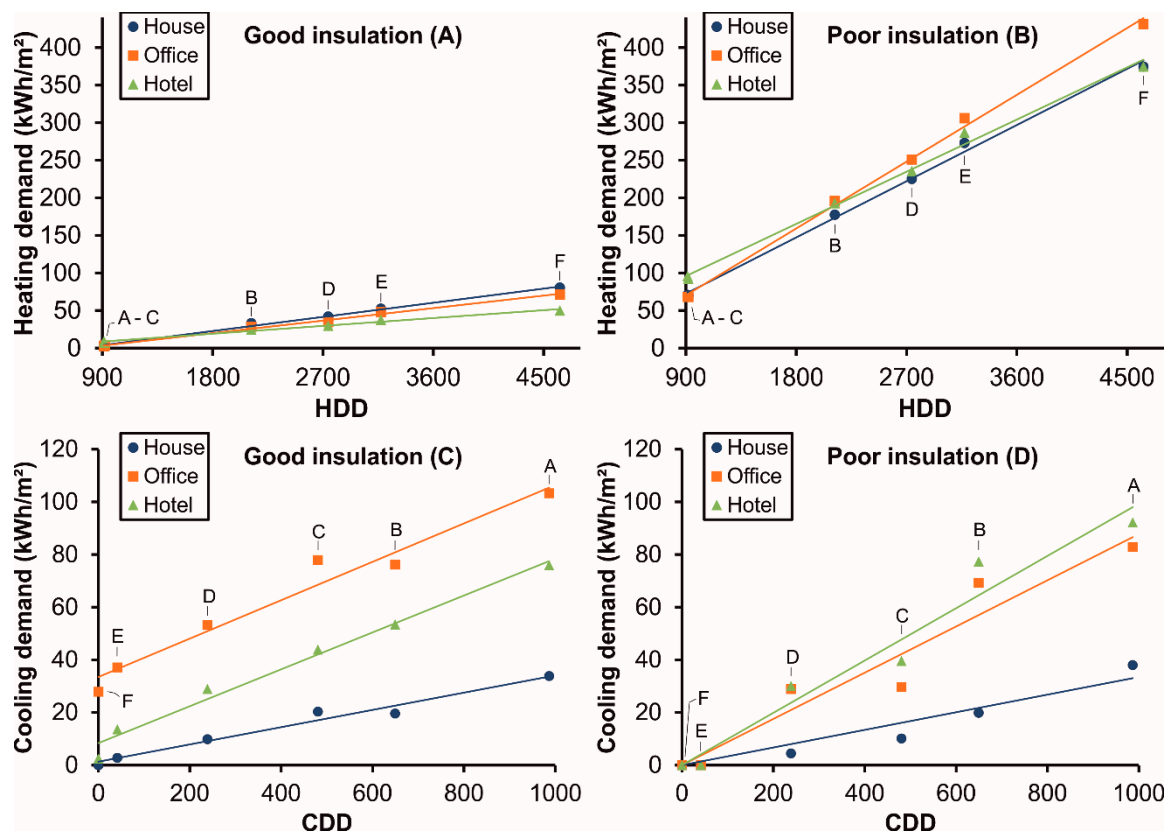 Good insulation (A)
House
Office
Hotel
Heating demand (kWh/m²)
400
350
300
250
200
150
100
50
0
A - C
B
D
E
F
900
1800
2700
3600
4500
HDD
Poor insulation (B)
House
Office
Hotel
Heating demand (kWh/m²)
400
350
300
250
200
150
100
50
0
A - C
B
D
E
F
900
1800
2700
3600
4500
HDD
Good insulation (C)
House
Office
Hotel
Cooling demand (kWh/m²)
120
100
80
60
40
20
0
F
E
D
C
B
A
0
200
400
600
800
1000
CDD
Poor insulation (D)
House
Office
Hotel
Cooling demand (kWh/m²)
120
100
80
60
40
20
0
F
E
D
C
B
A
0
200
400
600
800
1000
CDD